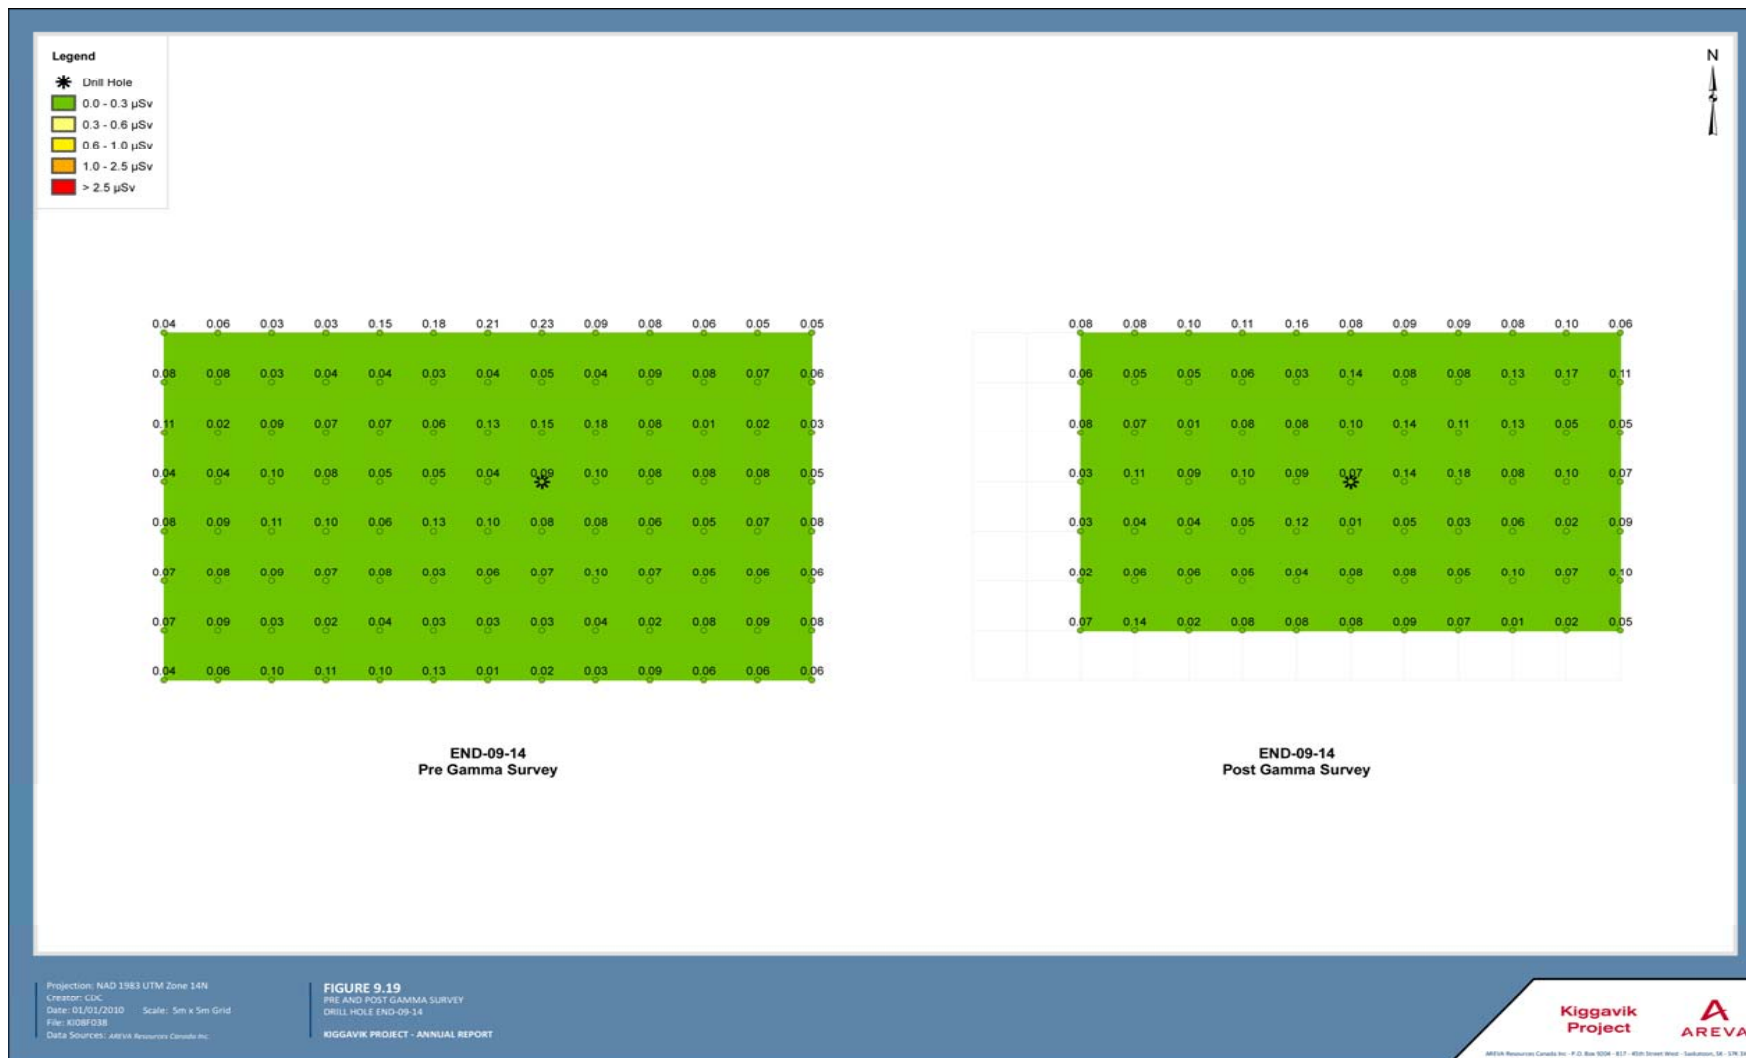 Legend
Drill Hole
0.0 - 0.3 µSv
0.3 - 0.6 µSv
0.6 - 1.0 µSv
1.0 - 2.5 µSv
> 2.5 µSv
N
0.04 0.06 0.03 0.03 0.15 0.18 0.21 0.23 0.09 0.08 0.06 0.05 0.05
0.08 0.08 0.03 0.04 0.04 0.03 0.04 0.05 0.04 0.09 0.08 0.07 0.06
0.11 0.02 0.09 0.07 0.07 0.06 0.13 0.15 0.18 0.08 0.01 0.02 0.03
0.04 0.04 0.10 0.08 0.05 0.05 0.04 0.09 0.10 0.08 0.08 0.08 0.05
0.08 0.09 0.11 0.10 0.06 0.13 0.10 0.08 0.08 0.06 0.05 0.07 0.08
0.07 0.08 0.09 0.07 0.08 0.03 0.06 0.07 0.10 0.07 0.05 0.06 0.06
0.07 0.09 0.03 0.02 0.04 0.03 0.03 0.03 0.04 0.02 0.08 0.09 0.08
0.04 0.06 0.10 0.11 0.10 0.13 0.01 0.02 0.03 0.09 0.06 0.06 0.06
END-09-14
Pre Gamma Survey
0.08 0.08 0.10 0.11 0.16 0.08 0.09 0.09 0.08 0.10 0.06
0.06 0.05 0.05 0.06 0.03 0.14 0.08 0.08 0.13 0.17 0.11
0.08 0.07 0.01 0.08 0.08 0.10 0.14 0.11 0.13 0.05 0.05
0.03 0.11 0.09 0.10 0.09 0.07 0.14 0.18 0.08 0.10 0.07
0.03 0.04 0.04 0.05 0.12 0.01 0.05 0.03 0.06 0.02 0.09
0.02 0.06 0.06 0.05 0.04 0.08 0.08 0.05 0.10 0.07 0.10
0.07 0.14 0.02 0.08 0.08 0.08 0.09 0.07 0.01 0.02 0.05
END-09-14
Post Gamma Survey
Projection: NAD 1983 UTM Zone 14N
Creator: CDC
Date: 01/01/2010 Scale: 5m x 5m Grid
File: KI08F038
Data Sources: AREVA Resources Canada Inc.
FIGURE 9.19
PRE AND POST GAMMA SURVEY
DRILL HOLE END-09-14
KIGGAVIK PROJECT - ANNUAL REPORT
Kiggavik
Project
AREVA
AREVA Resources Canada Inc - P.O. Box 9204 - 817 - 45th Street West - Saskatoon, SK - S7K